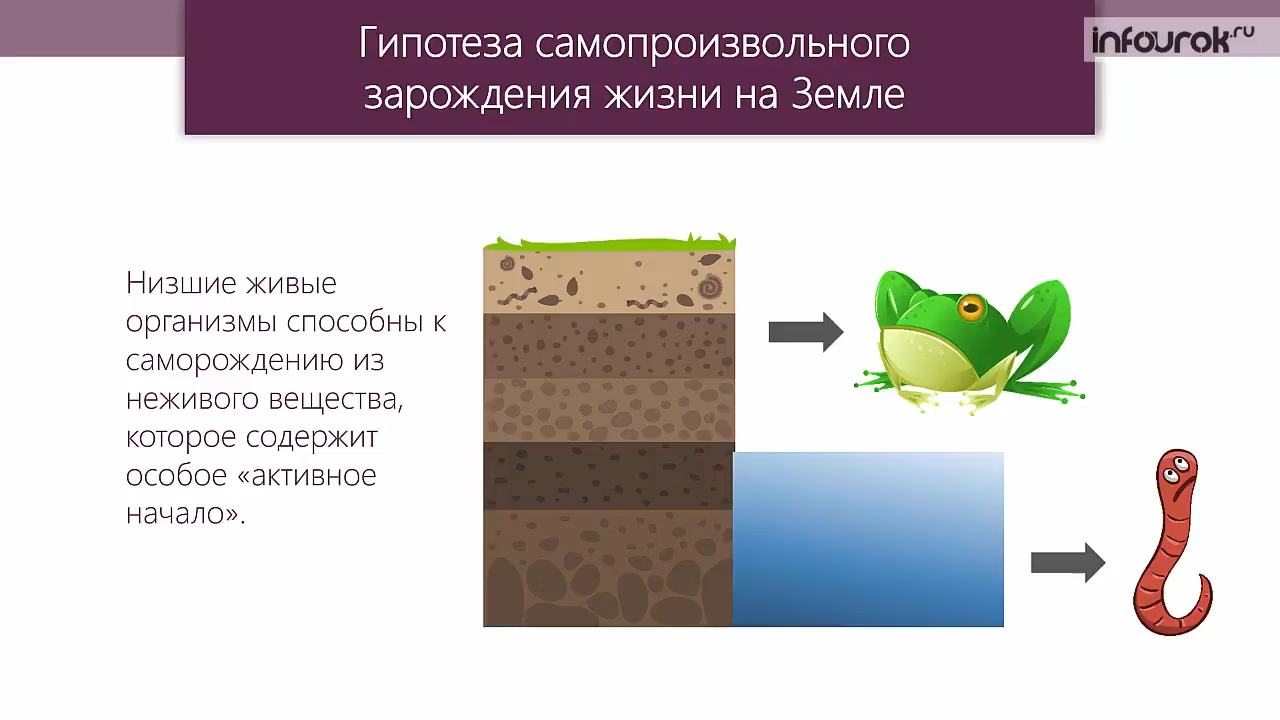 Гипотеза самопроизвольного
зарождения жизни на Земле
infourok.ru
Низшие живые
организмы способны к
саморождению из
неживого вещества,
которое содержит
особое «активное
начало».